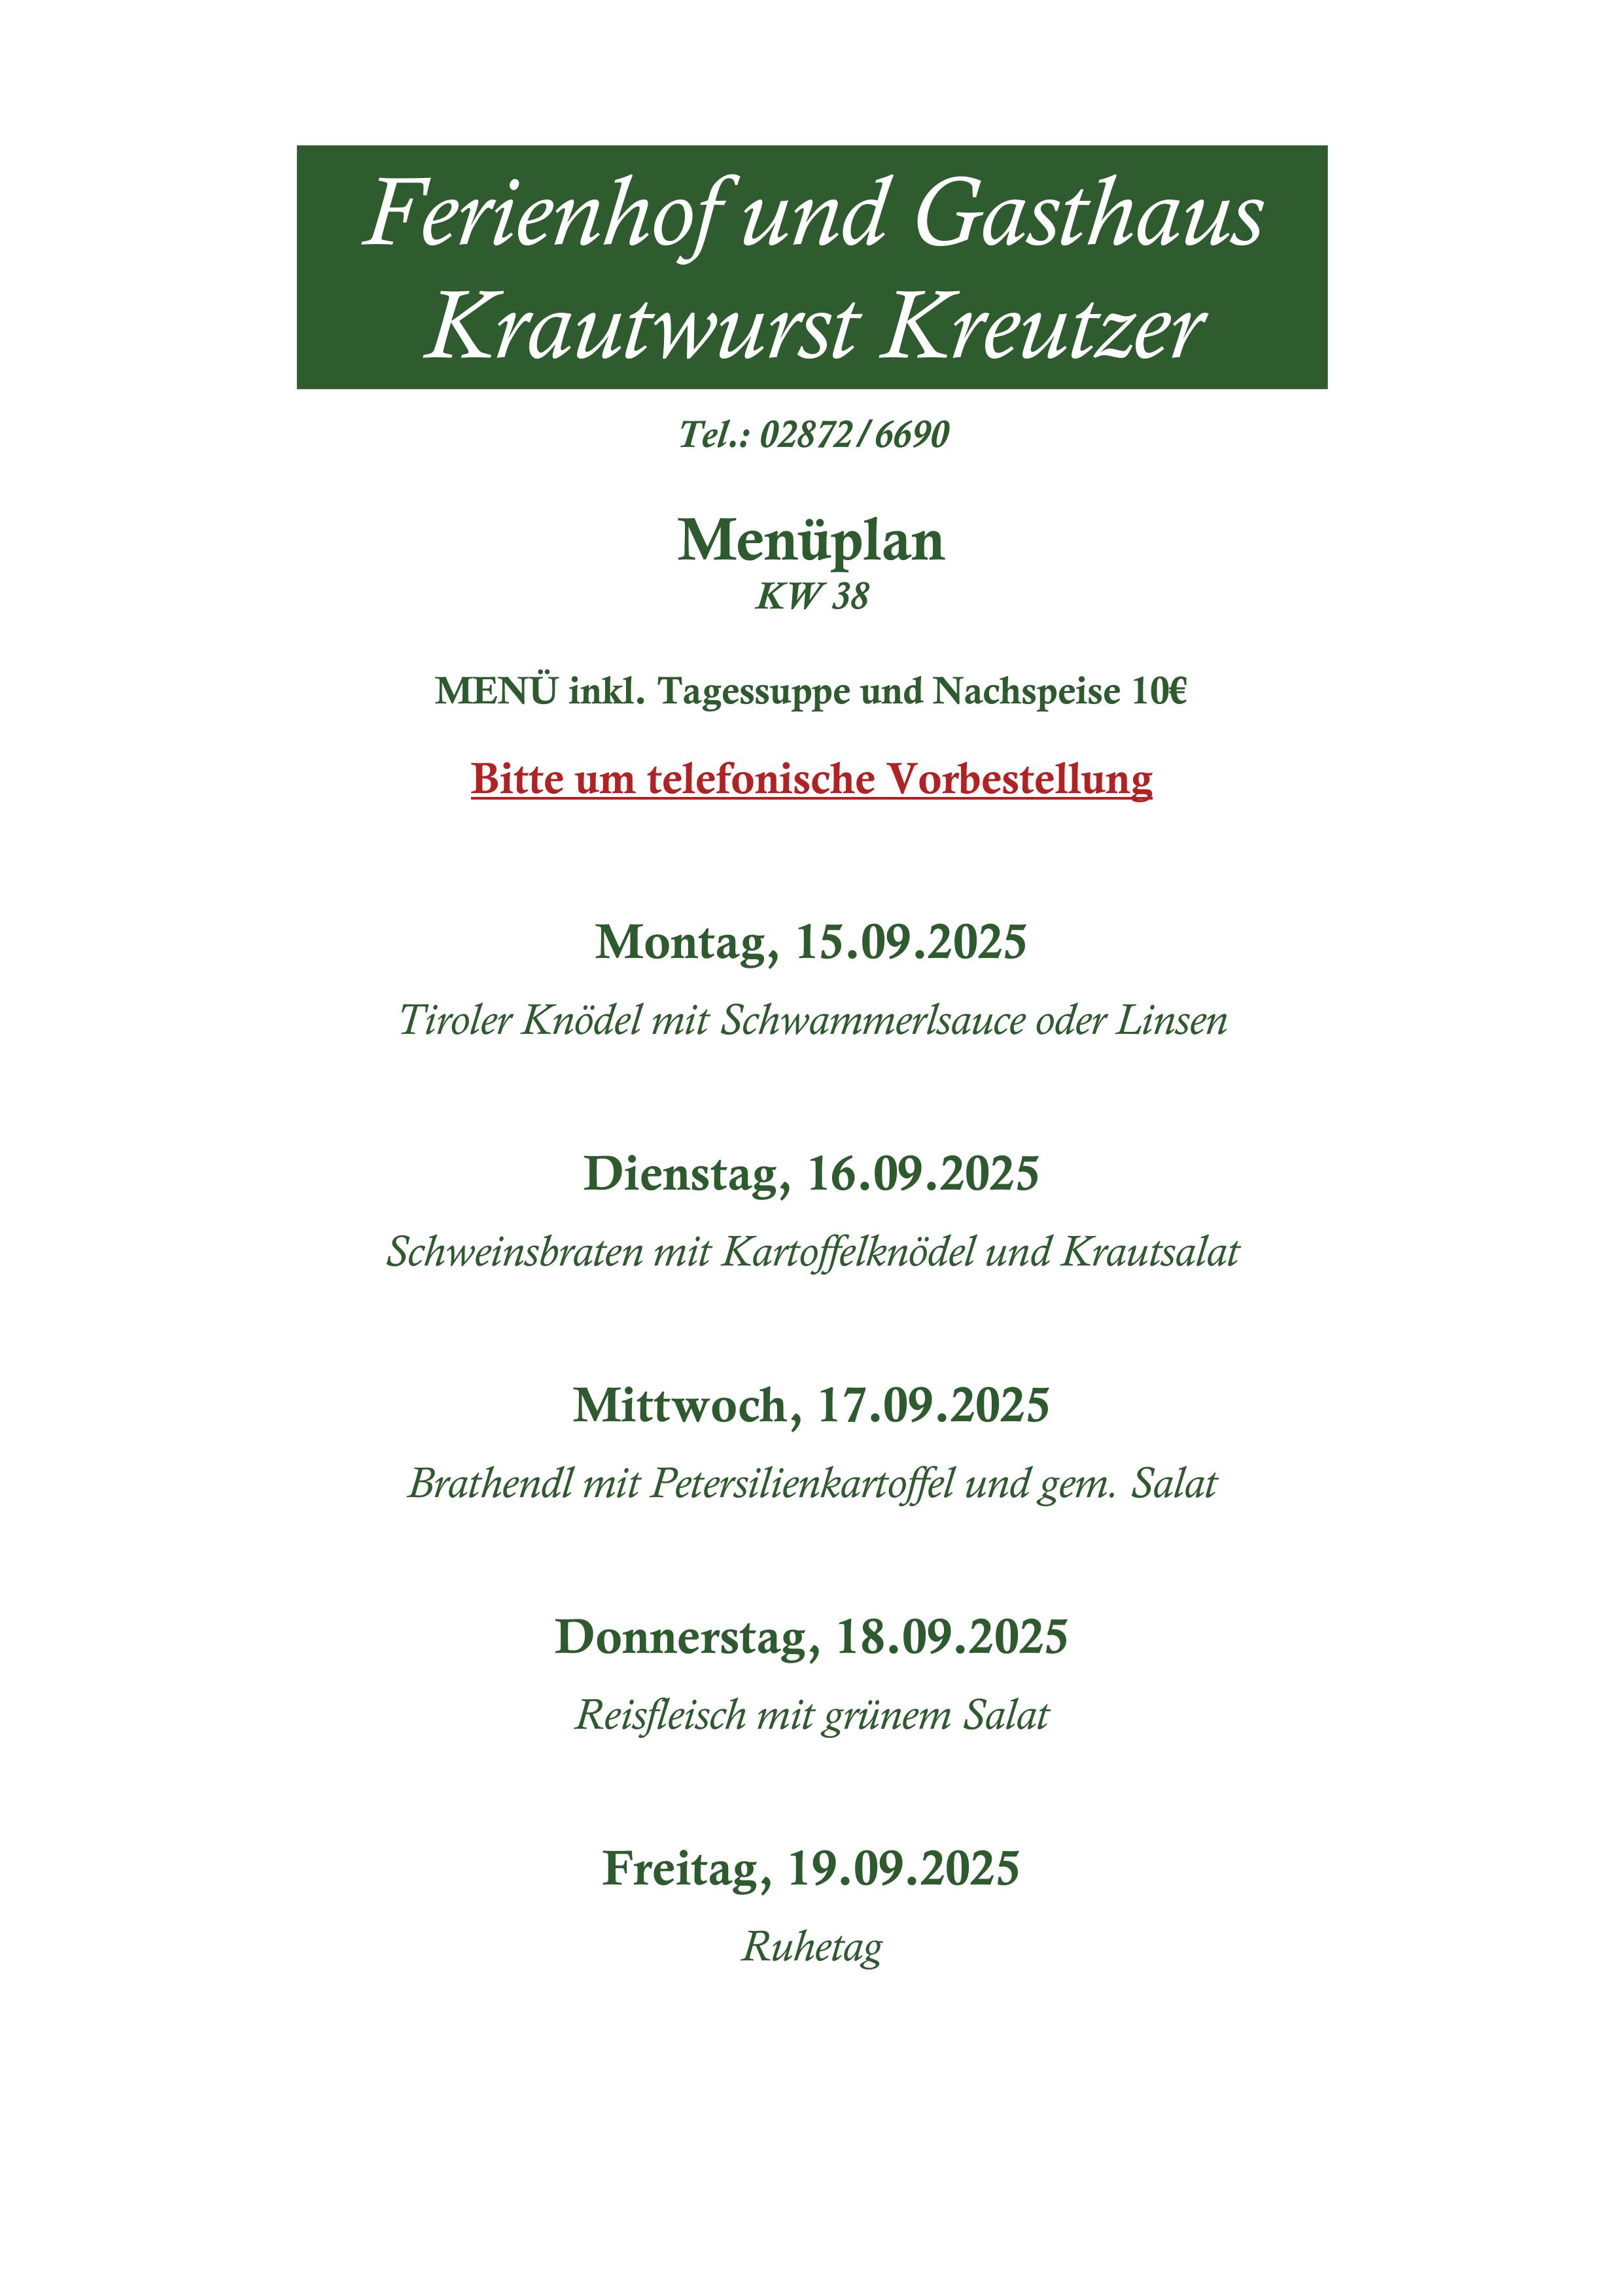 Ferienhof und Gasthaus
Krautwurst Kreutzer
Tel.: 02872/6690
Menüplan
KW 38
MENÜ inkl. Tagessuppe und Nachspeise 10€
Bitte um telefonische Vorbestellung
Montag, 15.09.2025
Tiroler Knödel mit Schwammerlsauce oder Linsen
Dienstag, 16.09.2025
Schweinsbraten mit Kartoffelknödel und Krautsalat
Mittwoch, 17.09.2025
Brathendl mit Petersilienkartoffel und gem. Salat
Donnerstag, 18.09.2025
Reisfleisch mit grünem Salat
Freitag, 19.09.2025
Ruhetag